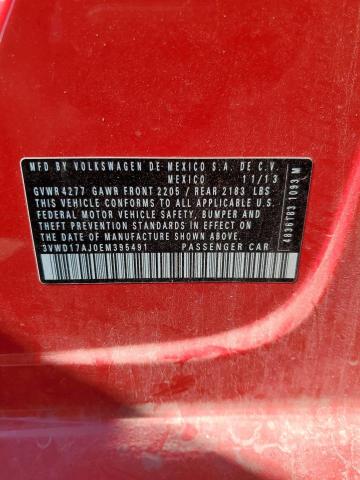 MFD BY VOLKSWAGEN DE MEXICO S.A. DE C.V.
MEXICO 11/13
GVWR 4277 GAWR FRONT 2205 / REAR 2183 LBS
THIS VEHICLE CONFORMS TO ALL APPLICABLE U.S.
FEDERAL MOTOR VEHICLE SAFETY, BUMPER AND
THEFT PREVENTION STANDARDS IN EFFECT ON THE
DATE OF MANUFACTURE SHOWN ABOVE.
3VWD17AJ0EM395491 PASSENGER CAR